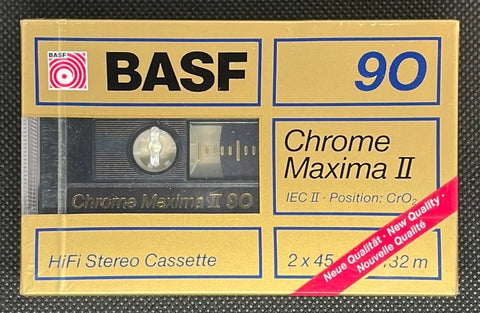 BASF
BASF
90
Chrome
Maxima II
IEC II · Position: CrO₂
Chrome Maxima II 90
Neue Qualität · New Quality ·
Nouvelle Qualité
HiFi Stereo Cassette
2 x 45
132 m